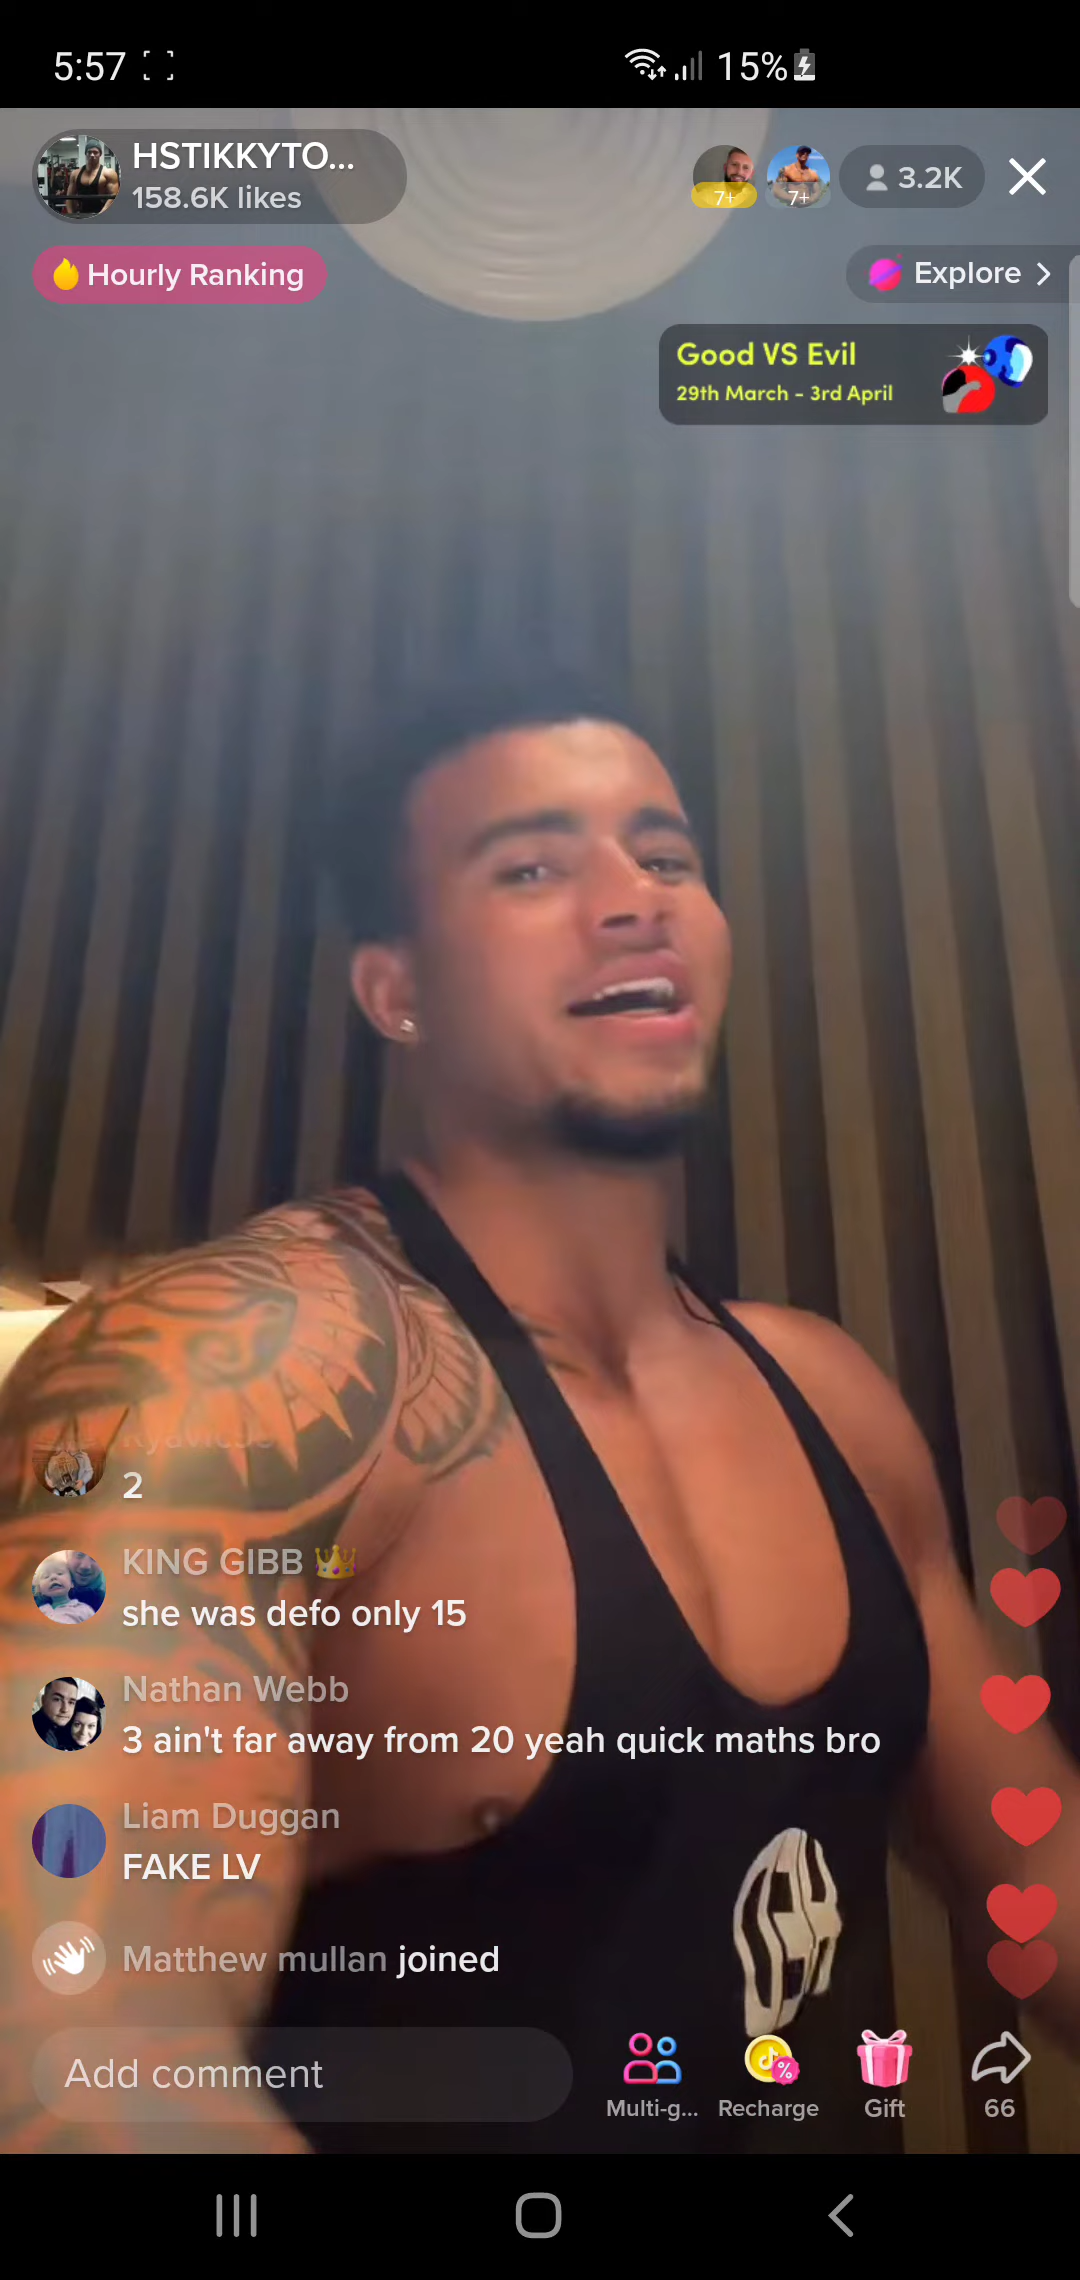 5:57
15%
HSTIKKYTO...
158.6K likes
7+
7+
3.2K
Hourly Ranking
Explore
Good VS Evil
29th March - 3rd April
2
KING GIBB
she was defo only 15
Nathan Webb
3 ain't far away from 20 yeah quick maths bro
Liam Duggan
FAKE LV
Matthew mullan joined
Add comment
Multi-g...
Recharge
Gift
66